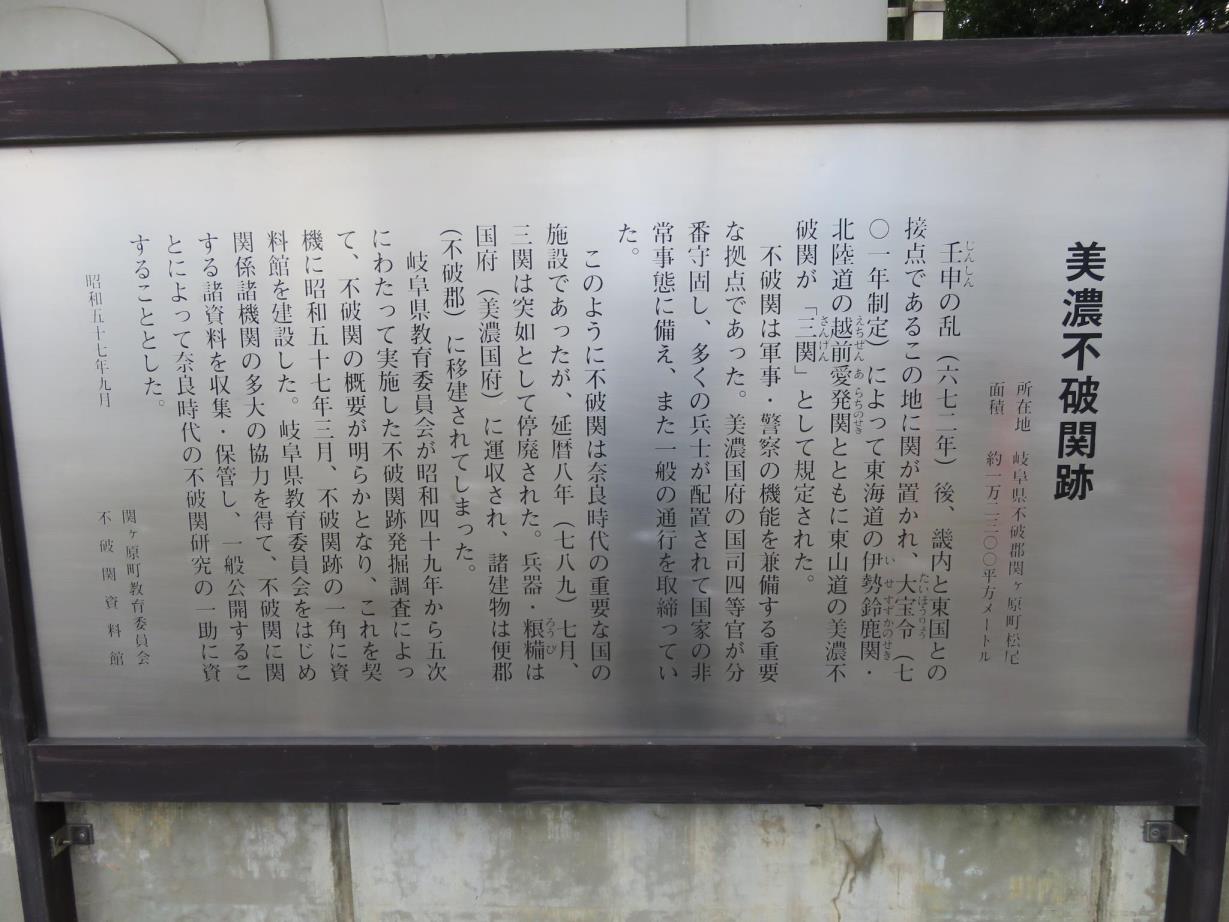 美濃不破関跡
所在地　岐阜県不破郡関ヶ原町松尾
面積　約一万二三〇〇平方メートル
壬申の乱（六七二年）後、畿内と東国との
接点であるこの地に関が置かれ、大宝令（七
〇一年制定）によって東海道の伊勢鈴鹿関・
北陸道の越前愛発関とともに東山道の美濃不
破関が「三関」として規定された。
不破関は軍事・警察の機能を兼備する重要
な拠点であった。美濃国府の国司四等官が分
番守固し、多くの兵士が配置されて国家の非
常事態に備え、また一般の通行を取締ってい
た。
このように不破関は奈良時代の重要な国の
施設であったが、延暦八年（七八九）七月、
三関は突如として停廃された。兵器・粮糒は
国府（美濃国府）に運収され、諸建物は便郡
（不破郡）に移建されてしまった。
岐阜県教育委員会が昭和四十九年から五次
にわたって実施した不破関跡発掘調査によっ
て、不破関の概要が明らかとなり、これを契
機に昭和五十七年三月、不破関跡の一角に資
料館を建設した。岐阜県教育委員会をはじめ
関係諸機関の多大の協力を得て、不破関に関
する諸資料を収集・保管し、一般公開するこ
とによって奈良時代の不破関研究の一助に資
することとした。
昭和五十七年九月
関ヶ原町教育委員会
不破関資料館